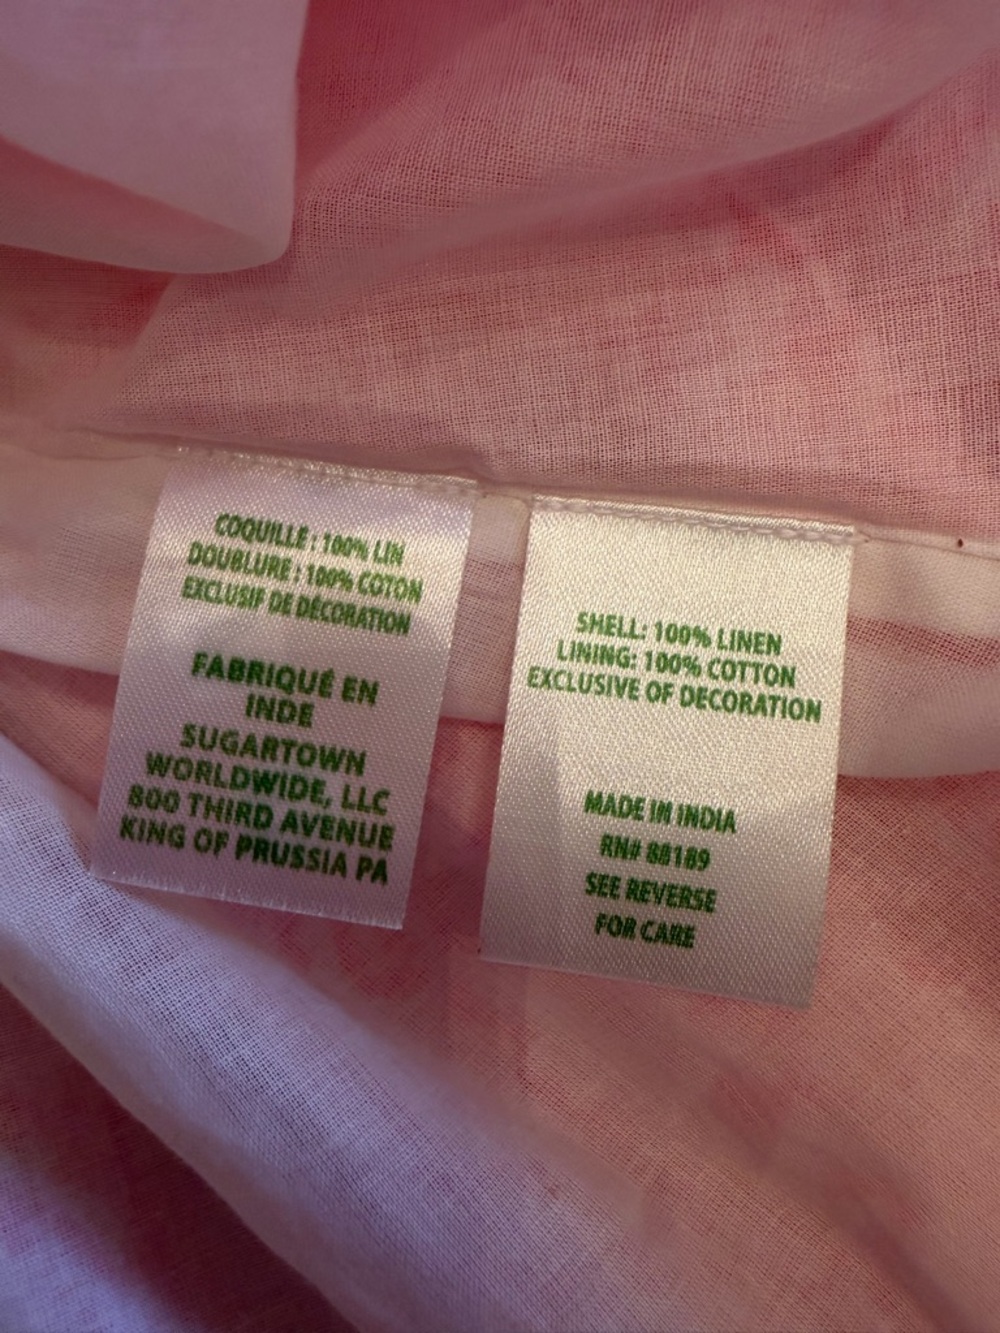 COQUILLE : 100% LIN
DOUBLURE : 100% COTON
EXCLUSIF DE DÉCORATION
FABRIQUÉ EN
INDE
SUGARTOWN
WORLDWIDE, LLC
800 THIRD AVENUE
KING OF PRUSSIA PA
SHELL: 100% LINEN
LINING: 100% COTTON
EXCLUSIVE OF DECORATION
MADE IN INDIA
RN# 88189
SEE REVERSE
FOR CARE